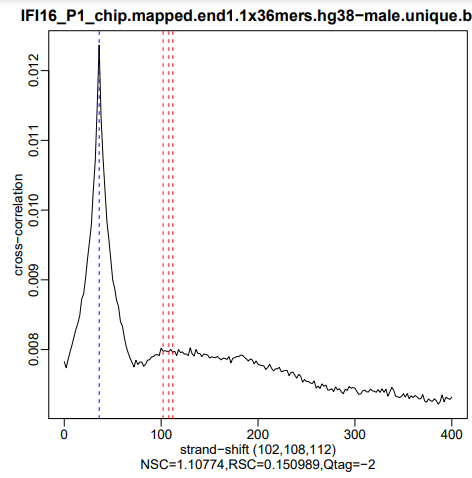 IFI16_P1_chip.mapped.end1.1x36mers.hg38−male.unique.b
0.012
0.011
0.010
0.009
0.008
cross−correlation
0 100 200 300 400
strand−shift (102,108,112)
NSC=1.10774,RSC=0.150989,Qtag=−2